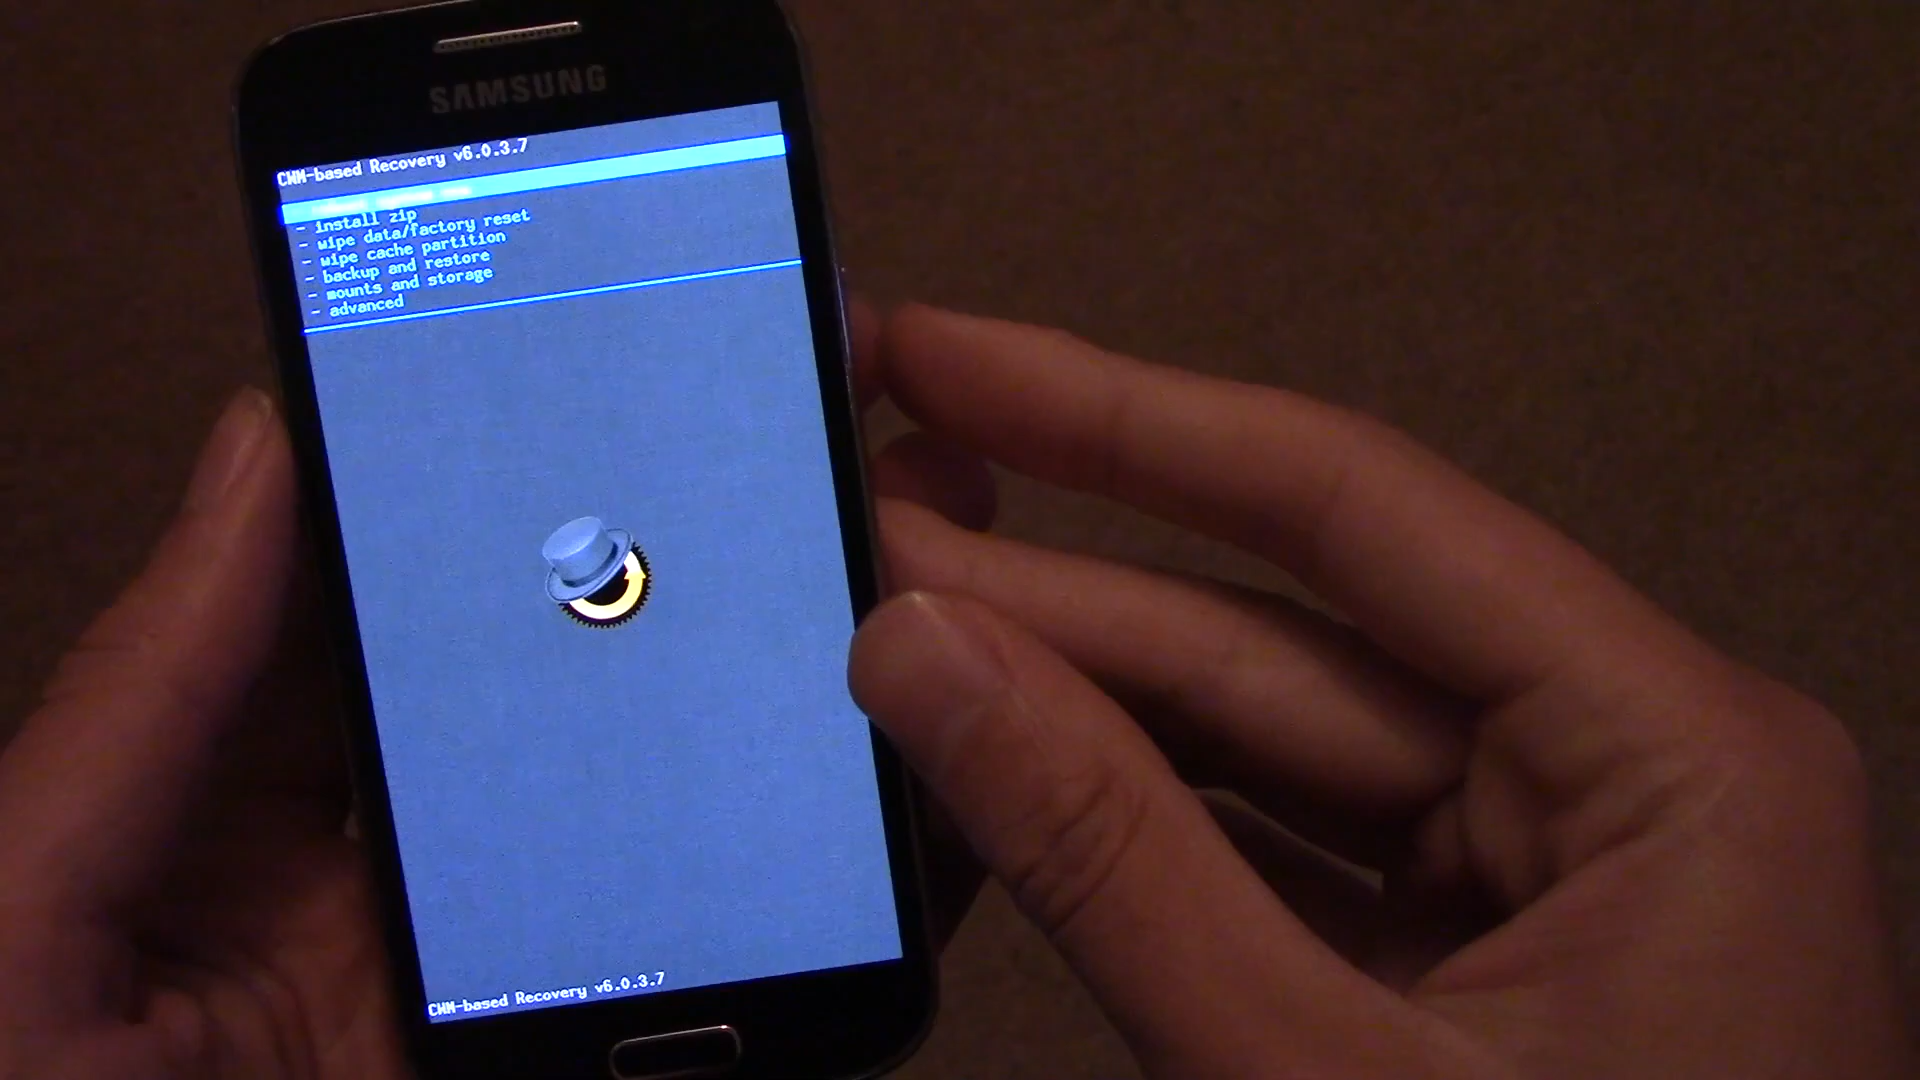 SAMSUNG
CWM-based Recovery v6.0.3.7
- install zip
- wipe data/factory reset
- wipe cache partition
- backup and restore
- mounts and storage
- advanced
CWM-based Recovery v6.0.3.7